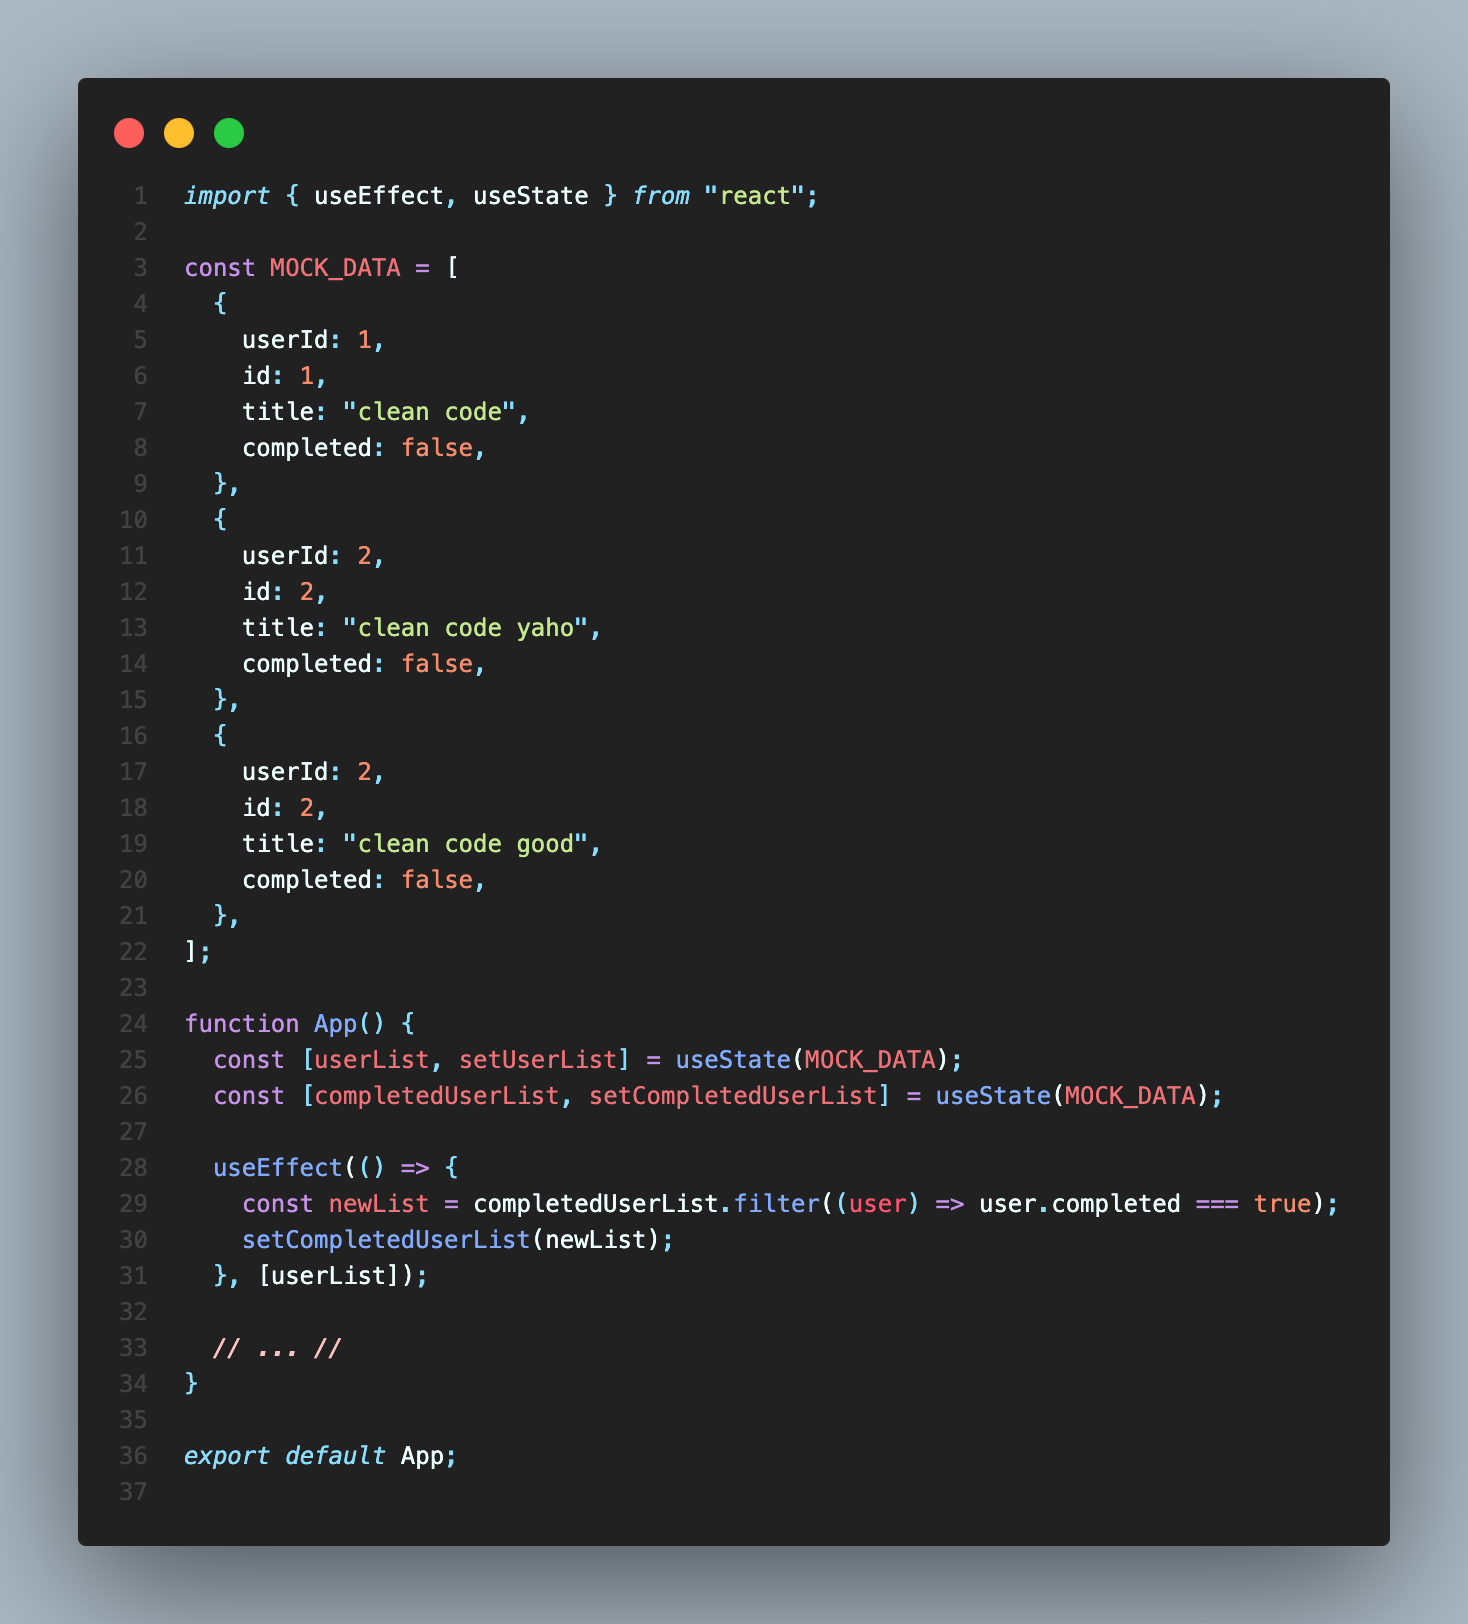 1 import { useEffect, useState } from "react";
2
3 const MOCK_DATA = [
4   {
5     userId: 1,
6     id: 1,
7     title: "clean code",
8     completed: false,
9   },
10   {
11     userId: 2,
12     id: 2,
13     title: "clean code yaho",
14     completed: false,
15   },
16   {
17     userId: 2,
18     id: 2,
19     title: "clean code good",
20     completed: false,
21   },
22 ];
23
24 function App() {
25   const [userList, setUserList] = useState(MOCK_DATA);
26   const [completedUserList, setCompletedUserList] = useState(MOCK_DATA);
27
28   useEffect(() => {
29     const newList = completedUserList.filter((user) => user.completed === true);
30     setCompletedUserList(newList);
31   }, [userList]);
32
33   // ... //
34 }
35
36 export default App;
37